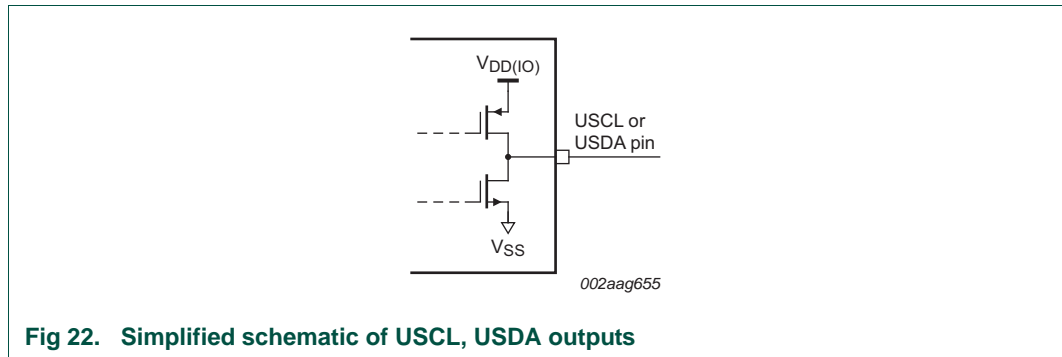 VDD(IO)
USCL or
USDA pin
VSS
002aag655
Fig 22. Simplified schematic of USCL, USDA outputs